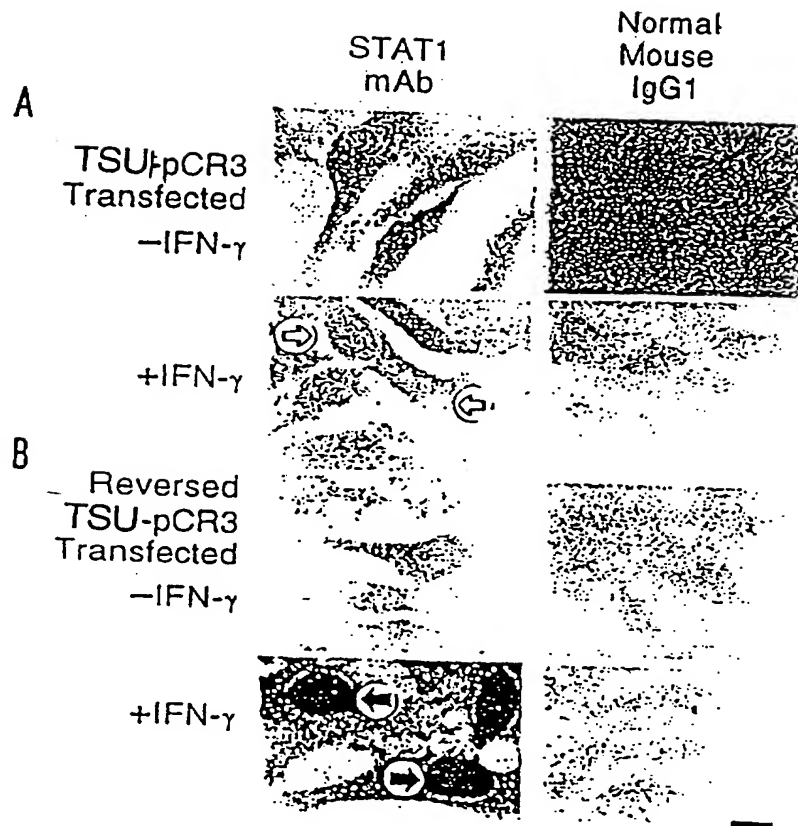 STAT1
mAb
Normal
Mouse
IgG1
A
TSU-pCR3
Transfected
–IFN-γ
+IFN-γ
B
Reversed
TSU-pCR3
Transfected
–IFN-γ
+IFN-γ